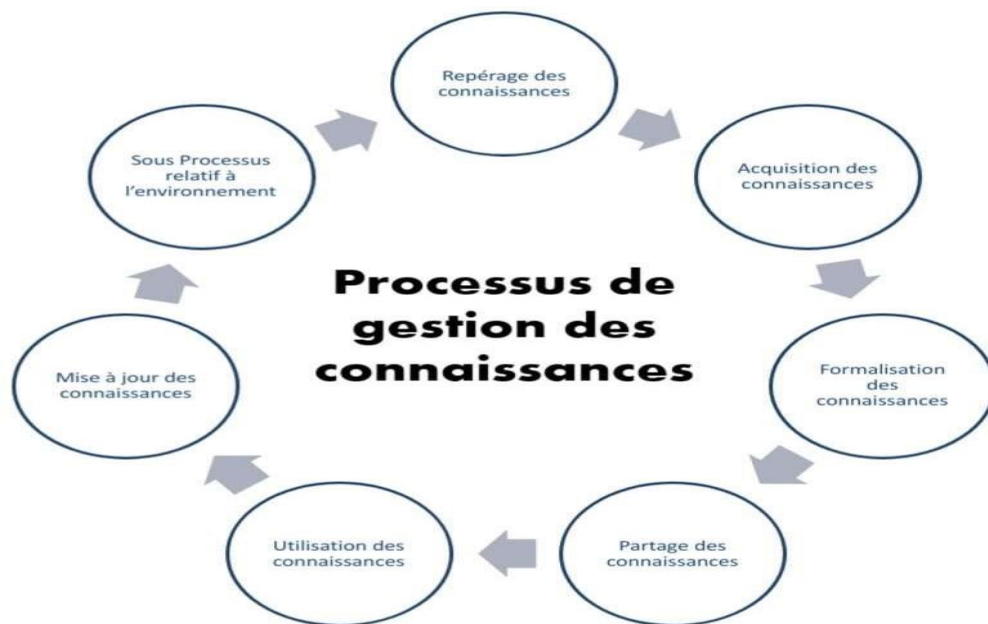 Repérage des
connaissances
Acquisition des
connaissances
Formalisation
des
connaissances
Partage des
connaissances
Utilisation des
connaissances
Mise à jour des
connaissances
Sous Processus
relatif à
l'environnement
Processus de
gestion des
connaissances